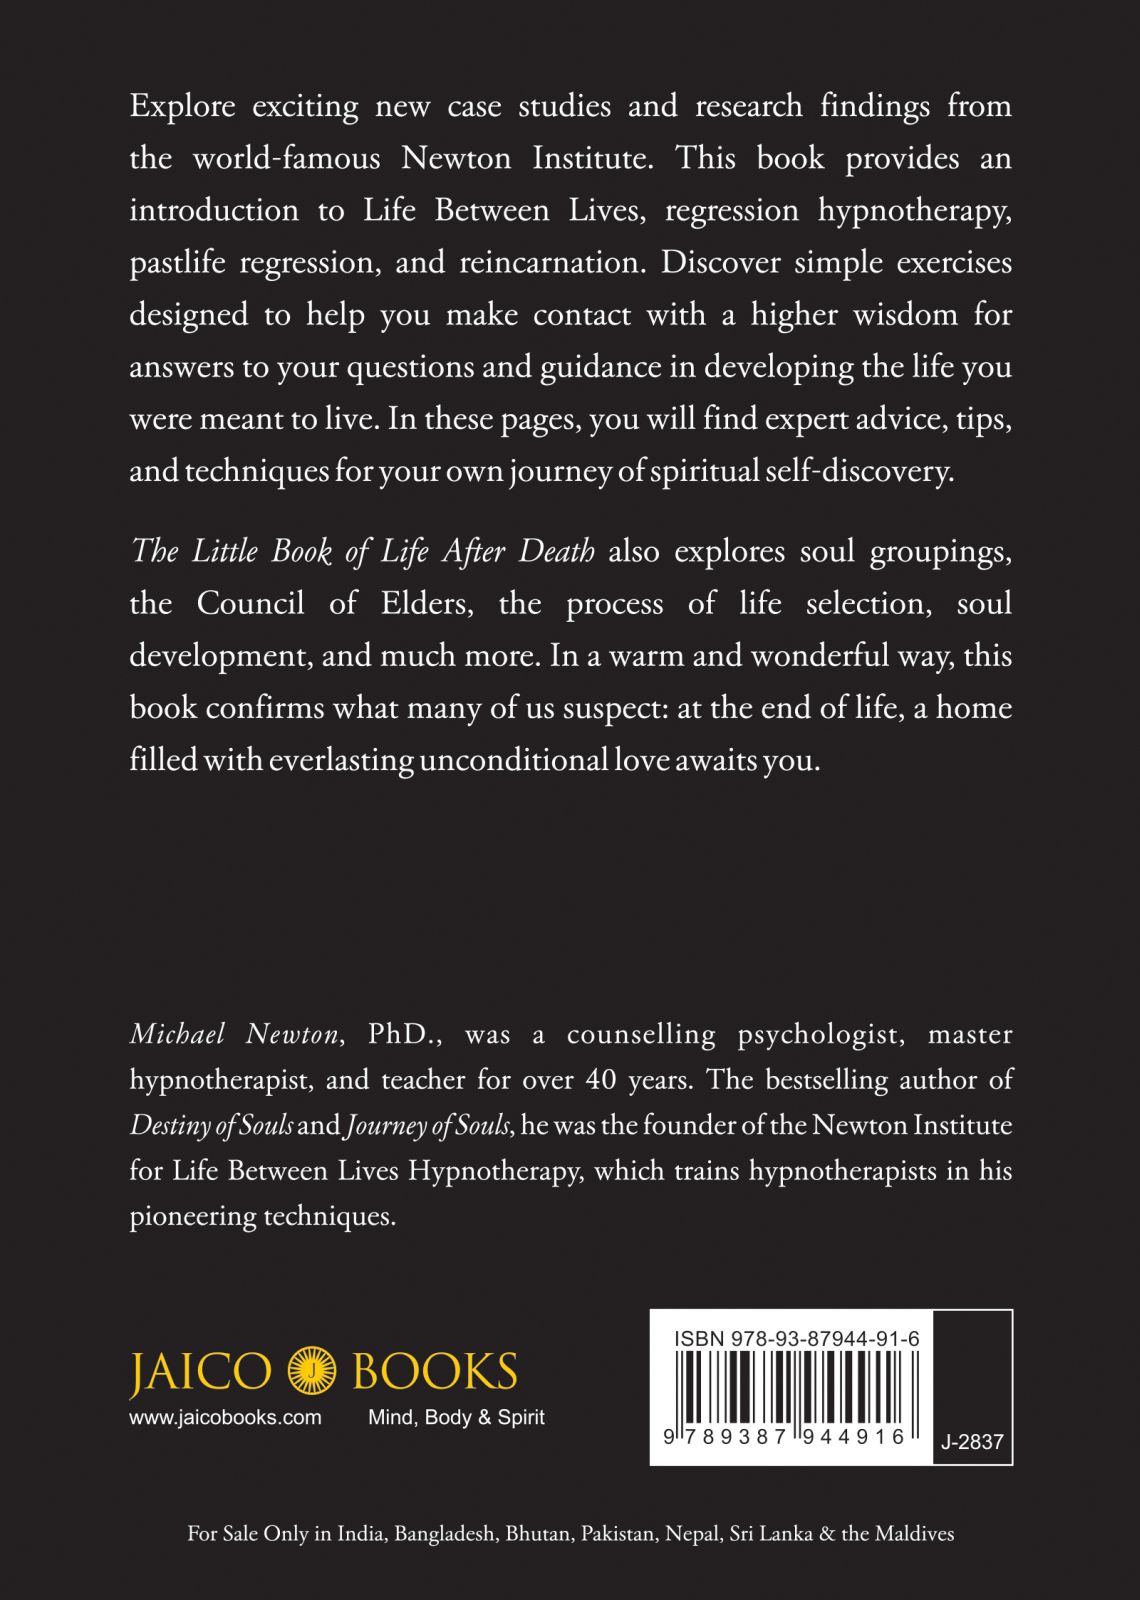 Explore exciting new case studies and research findings from
the world-famous Newton Institute. This book provides an
introduction to Life Between Lives, regression hypnotherapy,
pastlife regression, and reincarnation. Discover simple exercises
designed to help you make contact with a higher wisdom for
answers to your questions and guidance in developing the life you
were meant to live. In these pages, you will find expert advice, tips,
and techniques for your own journey of spiritual self-discovery.
The Little Book of Life After Death also explores soul groupings,
the Council of Elders, the process of life selection, soul
development, and much more. In a warm and wonderful way, this
book confirms what many of us suspect: at the end of life, a home
filled with everlasting unconditional love awaits you.
Michael Newton, PhD., was a counselling psychologist, master
hypnotherapist, and teacher for over 40 years. The bestselling author of
Destiny of Souls and Journey of Souls, he was the founder of the Newton Institute
for Life Between Lives Hypnotherapy, which trains hypnotherapists in his
pioneering techniques.
JAICO J BOOKS
www.jaicobooks.com Mind, Body & Spirit
ISBN 978-93-87944-91-6
9 789387 944916
J-2837
For Sale Only in India, Bangladesh, Bhutan, Pakistan, Nepal, Sri Lanka & the Maldives